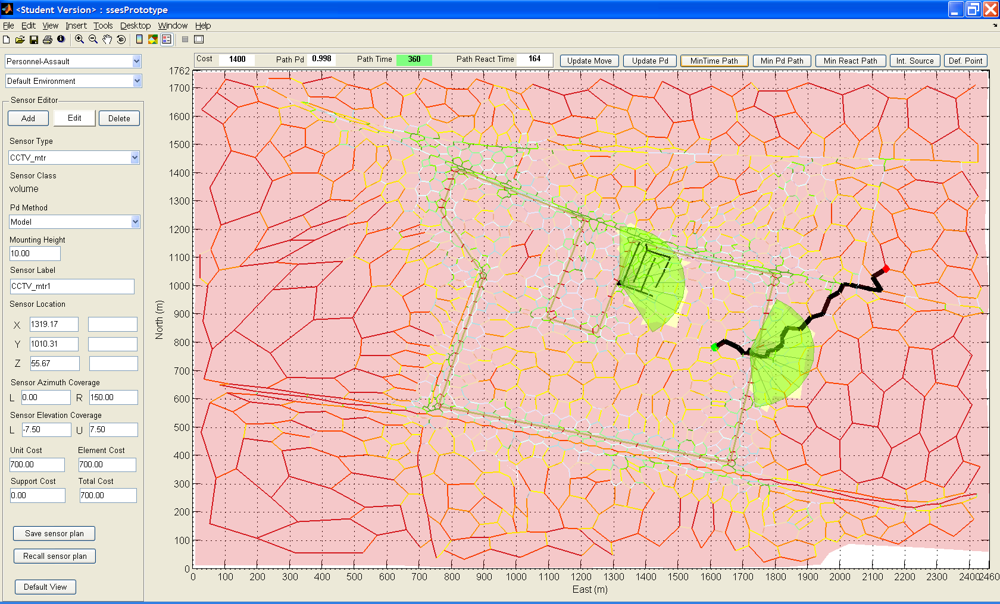 <Student Version> : ssesPrototype
File Edit View Insert Tools Desktop Window Help
Personnel-Assault
Default Environment
Cost 1400 Path Pd 0.998 Path Time 360 Path React Time 164
Update Move Update Pd MinTime Path Min Pd Path Min React Path Int. Source Def. Point
Sensor Editor
Add Edit Delete
Sensor Type
CCTV_mtr
Sensor Class
volume
Pd Method
Model
Mounting Height
10.00
Sensor Label
CCTV_mtr1
Sensor Location
X 1319.17
Y 1010.31
Z 55.67
Sensor Azimuth Coverage
L 0.00 R 150.00
Sensor Elevation Coverage
L -7.50 U 7.50
Unit Cost Element Cost
700.00 700.00
Support Cost Total Cost
0.00 700.00
Save sensor plan
Recall sensor plan
Default View
1762
1700
1600
1500
1400
1300
1200
1100
1000
900
800
700
600
500
400
300
200
100
0
North (m)
0 100 200 300 400 500 600 700 800 900 1000 1100 1200 1300 1400 1500 1600 1700 1800 1900 2000 2100 2200 2300 2400 2460
East (m)